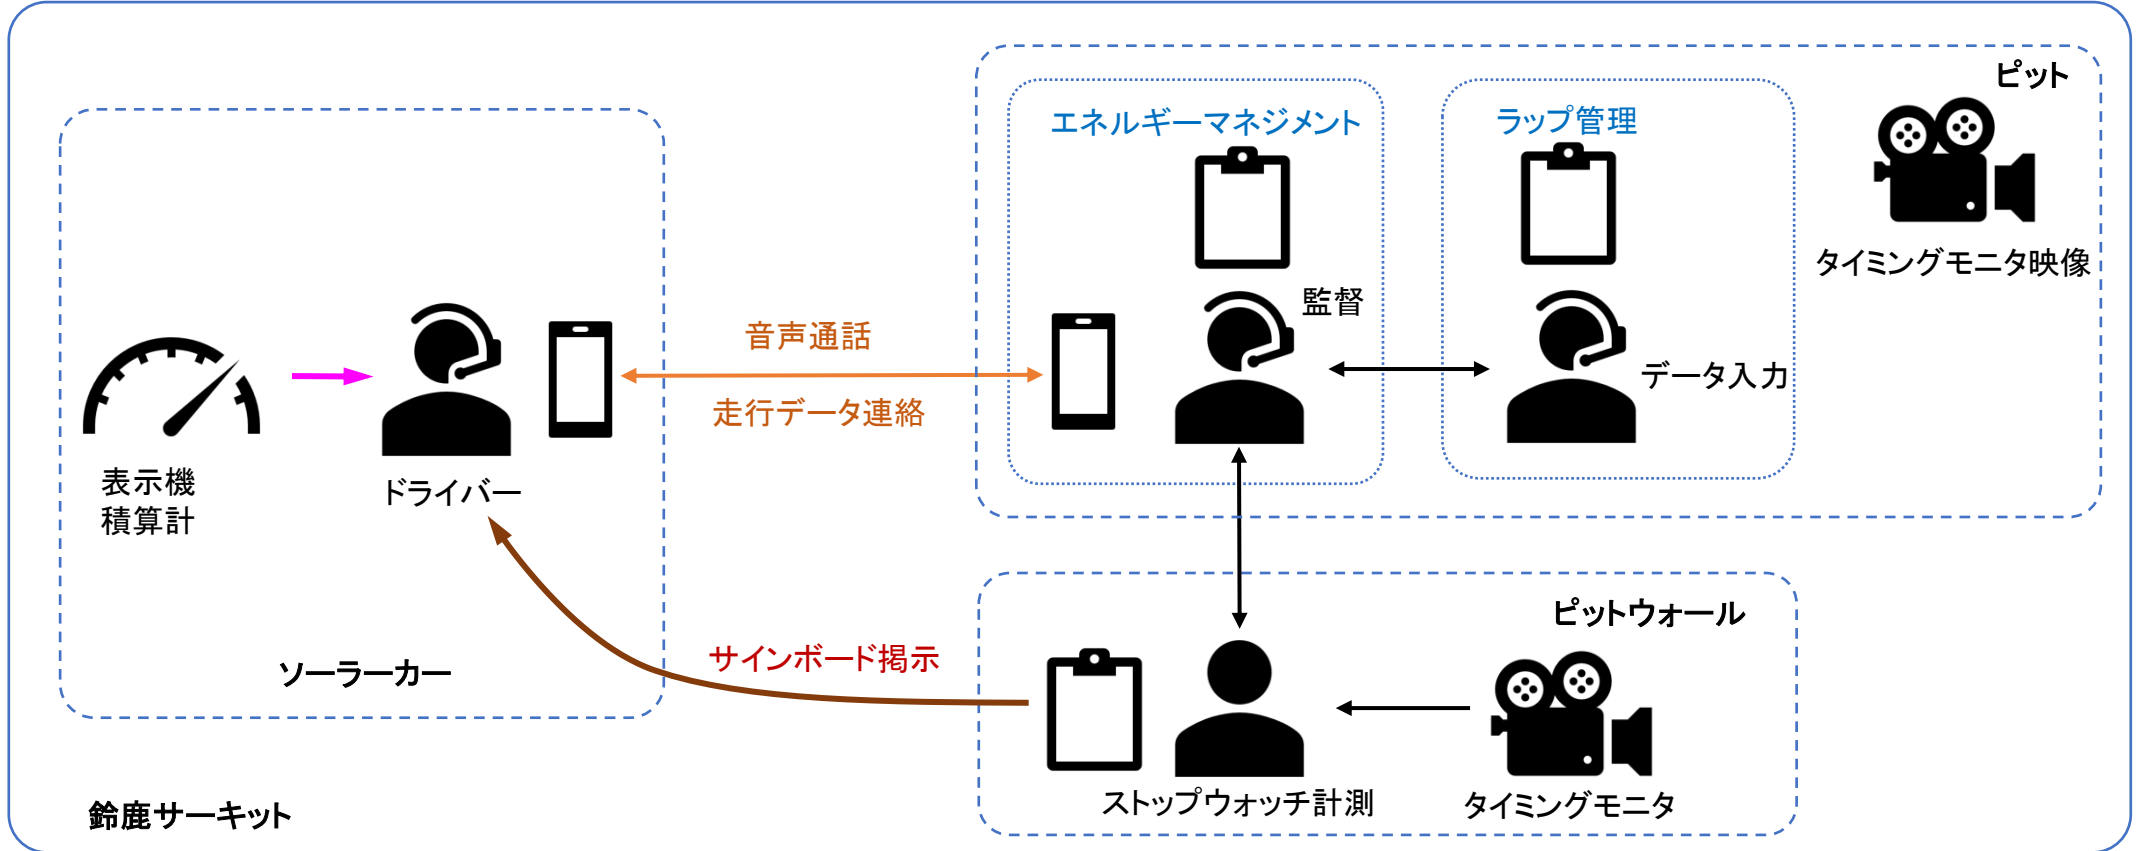 ピット
エネルギーマネジメント
ラップ管理
タイミングモニタ映像
監督
データ入力
音声通話
走行データ連絡
表示機
積算計
ドライバー
ソーラーカー
サインボード掲示
ピットウォール
ストップウォッチ計測
タイミングモニタ
鈴鹿サーキット